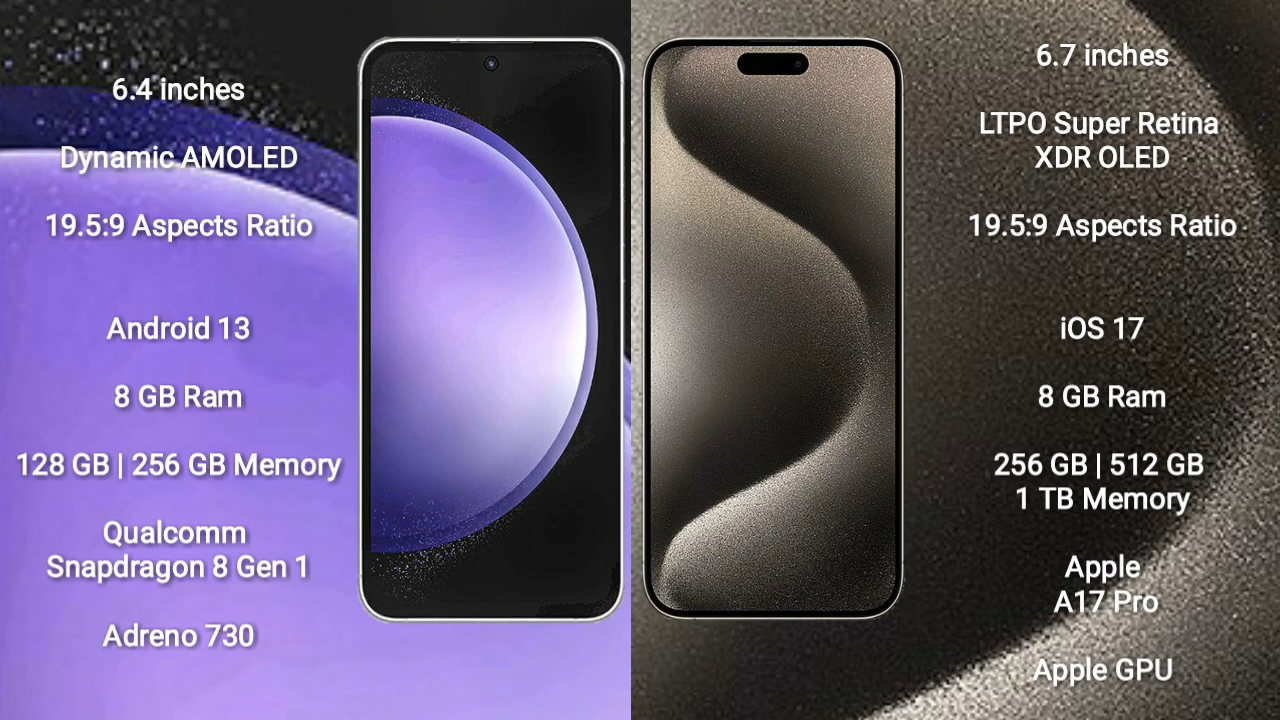 6.4 inches
Dynamic AMOLED
19.5:9 Aspects Ratio
Android 13
8 GB Ram
128 GB | 256 GB Memory
Qualcomm
Snapdragon 8 Gen 1
Adreno 730
6.7 inches
LTPO Super Retina
XDR OLED
19.5:9 Aspects Ratio
iOS 17
8 GB Ram
256 GB | 512 GB
1 TB Memory
Apple
A17 Pro
Apple GPU